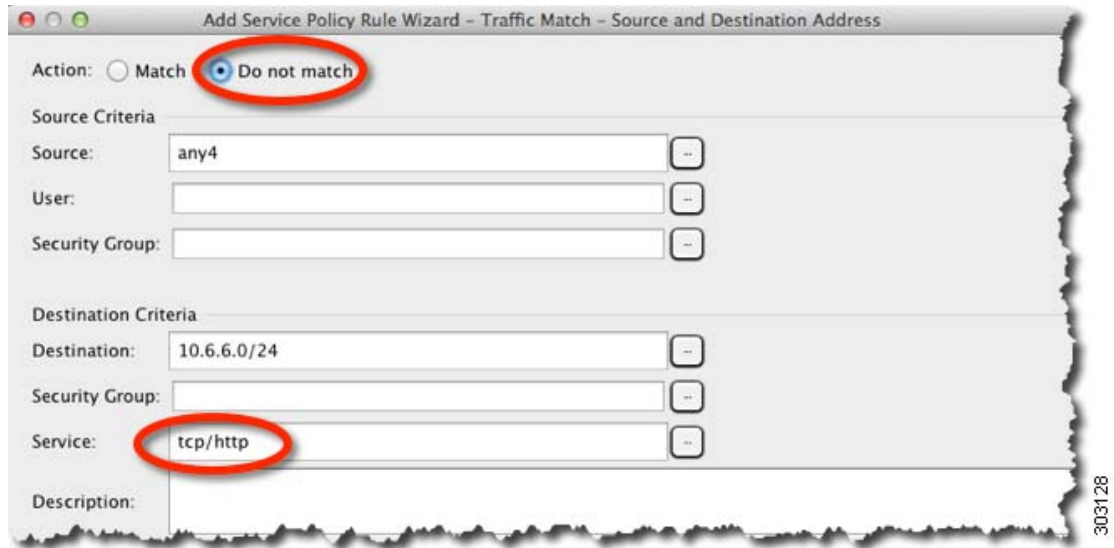 Add Service Policy Rule Wizard – Traffic Match – Source and Destination Address
Action: Match Do not match
Source Criteria
Source: any4 ...
User: ...
Security Group: ...
Destination Criteria
Destination: 10.6.6.0/24 ...
Security Group: ...
Service: tcp/http ...
Description:
303128